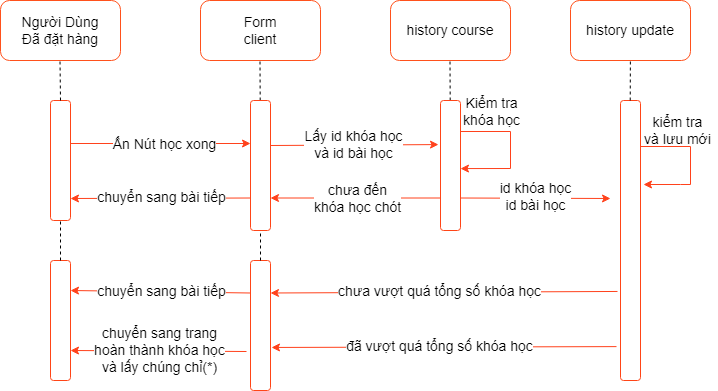 Người Dùng
Đã đặt hàng
Form
client
history course
history update
Ấn Nút học xong
Lấy id khóa học
và id bài học
Kiểm tra
khóa học
kiểm tra
và lưu mới
chuyển sang bài tiếp
chưa đến
khóa học chót
id khóa học
id bài học
chuyển sang bài tiếp
chưa vượt quá tổng số khóa học
chuyển sang trang
hoàn thành khóa học
và lấy chúng chỉ(*)
đã vượt quá tổng số khóa học